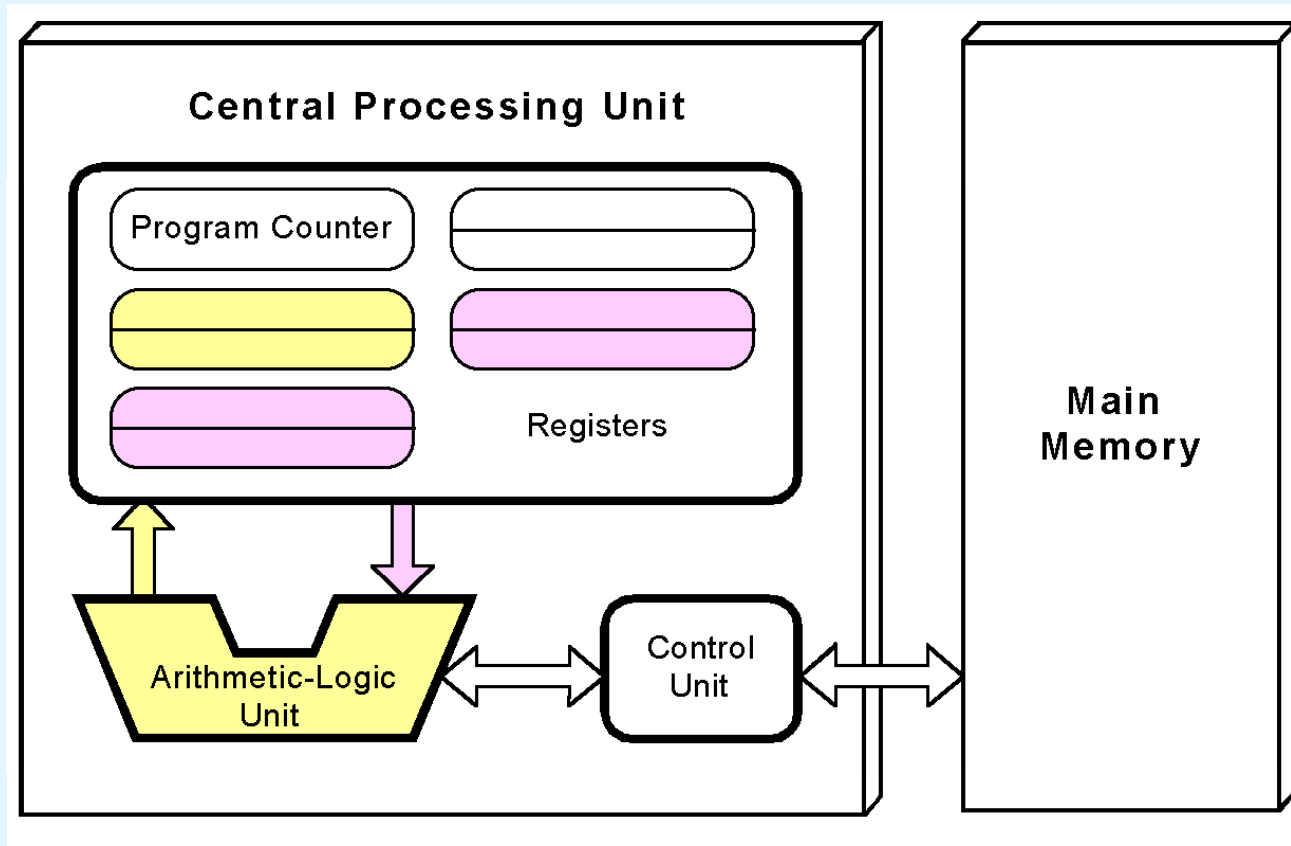 Central Processing Unit
Program Counter
Registers
Main
Memory
Arithmetic-Logic
Unit
Control
Unit